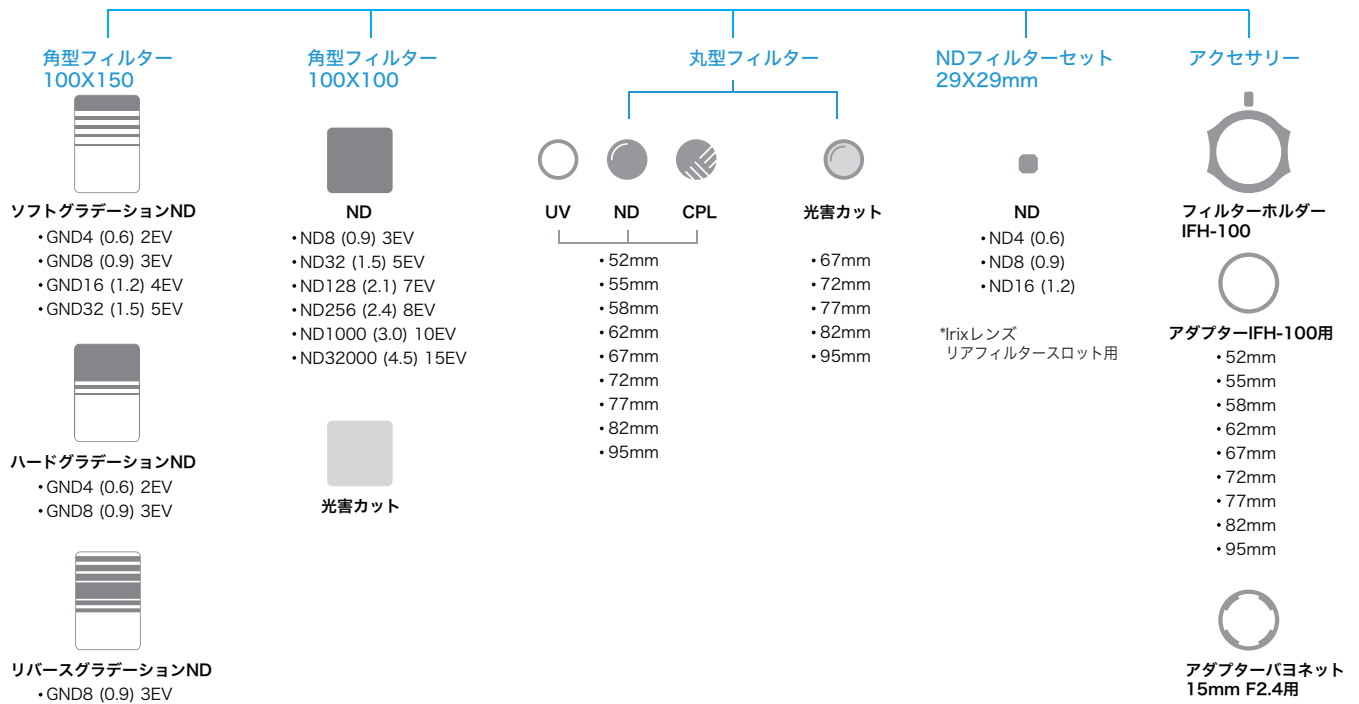 角型フィルター
100X150
ソフトグラデーションND
・GND4 (0.6) 2EV
・GND8 (0.9) 3EV
・GND16 (1.2) 4EV
・GND32 (1.5) 5EV
ハードグラデーションND
・GND4 (0.6) 2EV
・GND8 (0.9) 3EV
リバースグラデーションND
・GND8 (0.9) 3EV
角型フィルター
100X100
ND
・ND8 (0.9) 3EV
・ND32 (1.5) 5EV
・ND128 (2.1) 7EV
・ND256 (2.4) 8EV
・ND1000 (3.0) 10EV
・ND32000 (4.5) 15EV
光害カット
丸型フィルター
UV ND CPL
・52mm
・55mm
・58mm
・62mm
・67mm
・72mm
・77mm
・82mm
・95mm
光害カット
・67mm
・72mm
・77mm
・82mm
・95mm
NDフィルターセット
29X29mm
ND
・ND4 (0.6)
・ND8 (0.9)
・ND16 (1.2)
*Irixレンズ
リアフィルタースロット用
アクセサリー
フィルターホルダー
IFH-100
アダプターIFH-100用
・52mm
・55mm
・58mm
・62mm
・67mm
・72mm
・77mm
・82mm
・95mm
アダプターバヨネット
15mm F2.4用